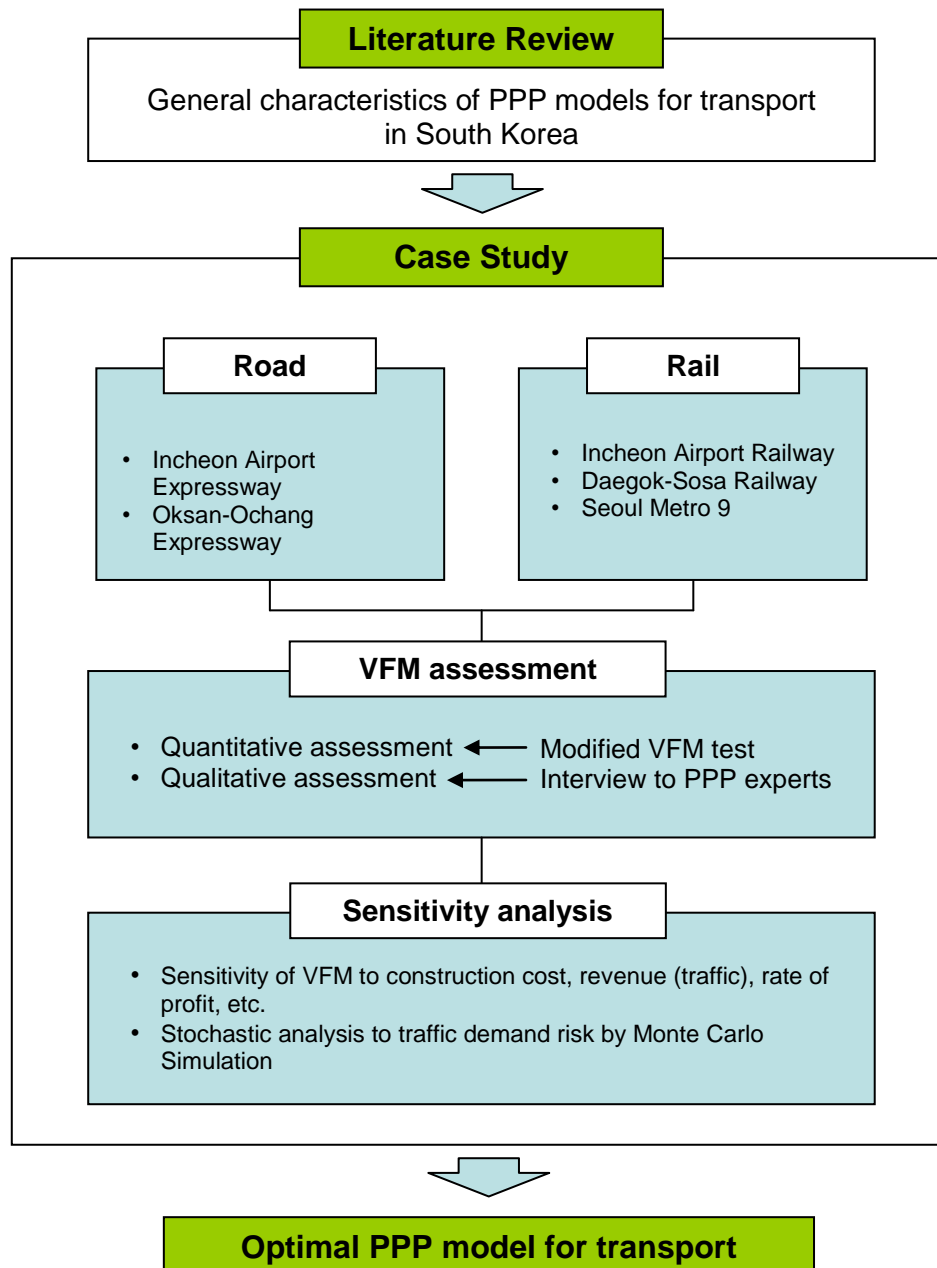 Literature Review
General characteristics of PPP models for transport
in South Korea
Case Study
Road
• Incheon Airport
Expressway
• Oksan-Ochang
Expressway
Rail
• Incheon Airport Railway
• Daegok-Sosa Railway
• Seoul Metro 9
VFM assessment
• Quantitative assessment Modified VFM test
• Qualitative assessment Interview to PPP experts
Sensitivity analysis
• Sensitivity of VFM to construction cost, revenue (traffic), rate of
profit, etc.
• Stochastic analysis to traffic demand risk by Monte Carlo
Simulation
Optimal PPP model for transport